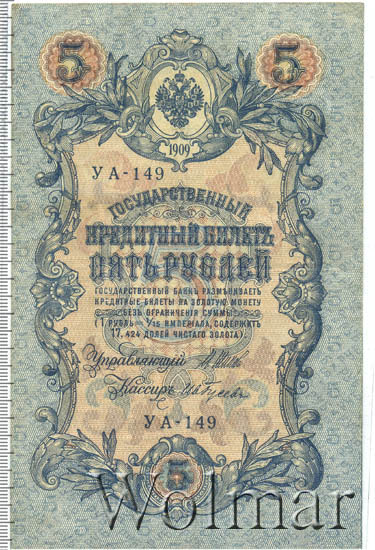 5 5
1909
УА-149
ГОСУДАРСТВЕННЫЙ
КРЕДИТНЫЙ БИЛЕТЪ
ПЯТЬ РУБЛЕЙ
ГОСУДАРСТВЕННЫЙ БАНКЪ РАЗМѢНИВАЕТЪ
КРЕДИТНЫЕ БИЛЕТЫ НА ЗОЛОТУЮ МОНЕТУ
БЕЗЪ ОГРАНИЧЕНІЯ СУММЫ
(1 РУБЛЬ = 1/15 ИМПЕРІАЛА, СОДЕРЖИТЪ
17,424 ДОЛЕЙ ЧИСТАГО ЗОЛОТА).
Управляющій
Кассиръ
УА-149
5
Wolmar